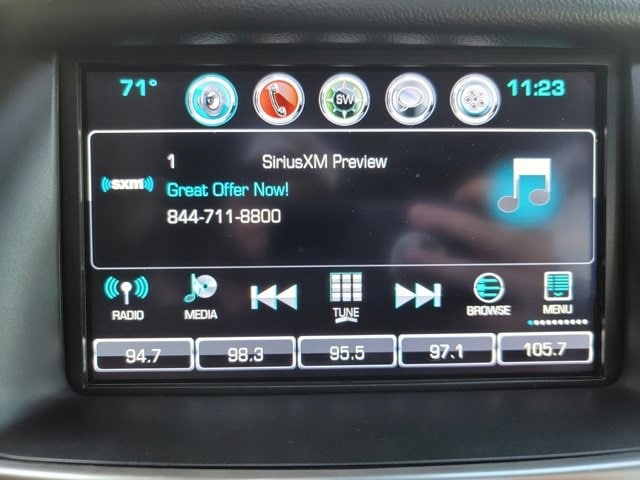 71° SW 11:23
1 SiriusXM Preview
((sxm))
Great Offer Now!
844-711-8800
RADIO MEDIA TUNE BROWSE MENU
94.7 98.3 95.5 97.1 105.7